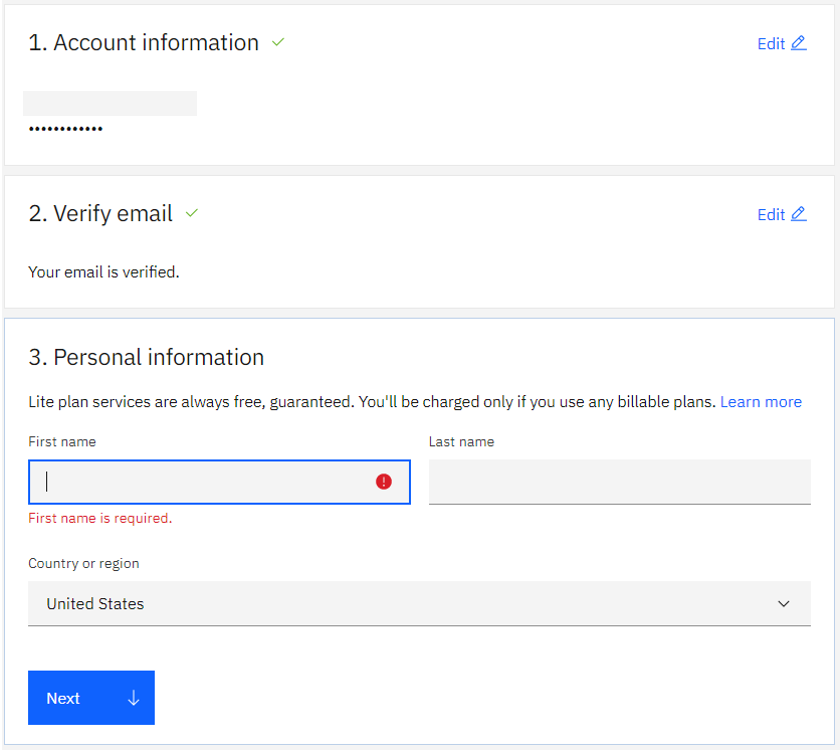 1. Account information
Edit
••••••••••••
2. Verify email
Edit
Your email is verified.
3. Personal information
Lite plan services are always free, guaranteed. You'll be charged only if you use any billable plans. Learn more
First name
Last name
First name is required.
Country or region
United States
Next